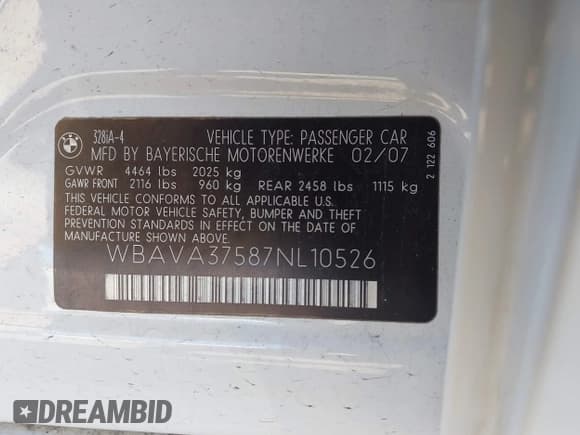 BMW
328iA-4 VEHICLE TYPE: PASSENGER CAR
MFD BY BAYERISCHE MOTORENWERKE 02/07
GVWR 4464 lbs 2025 kg
GAWR FRONT 2116 lbs 960 kg REAR 2458 lbs 1115 kg
THIS VEHICLE CONFORMS TO ALL APPLICABLE U.S.
FEDERAL MOTOR VEHICLE SAFETY, BUMPER AND THEFT
PREVENTION STANDARDS IN EFFECT ON THE DATE OF
MANUFACTURE SHOWN ABOVE.
WBAVA37587NL10526
2 122 606
DREAMBID